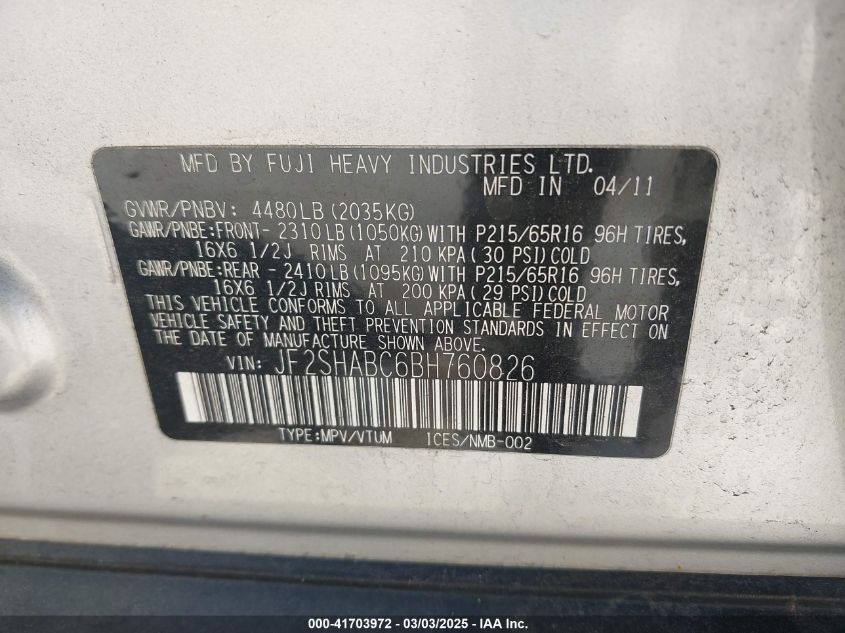 MFD BY FUJI HEAVY INDUSTRIES LTD.
MFD IN 04/11
GVWR/PNBV: 4480LB(2035KG)
GAWR/PNBE:FRONT- 2310LB(1050KG)WITH P215/65R16 96H TIRES,
16X6 1/2J RIMS AT 210 KPA(30 PSI)COLD
GAWR/PNBE:REAR - 2410LB(1095KG)WITH P215/65R16 96H TIRES,
16X6 1/2J RIMS AT 200 KPA(29 PSI)COLD
THIS VEHICLE CONFORMS TO ALL APPLICABLE FEDERAL MOTOR
VEHICLE SAFETY AND THEFT PREVENTION STANDARDS IN EFFECT ON
THE DATE OF MANUFACTURE SHOWN ABOVE.
VIN: JF2SHABC6BH760826
TYPE:MPV/VTUM ICES/NMB-002
000-41703972 - 03/03/2025 - IAA Inc.